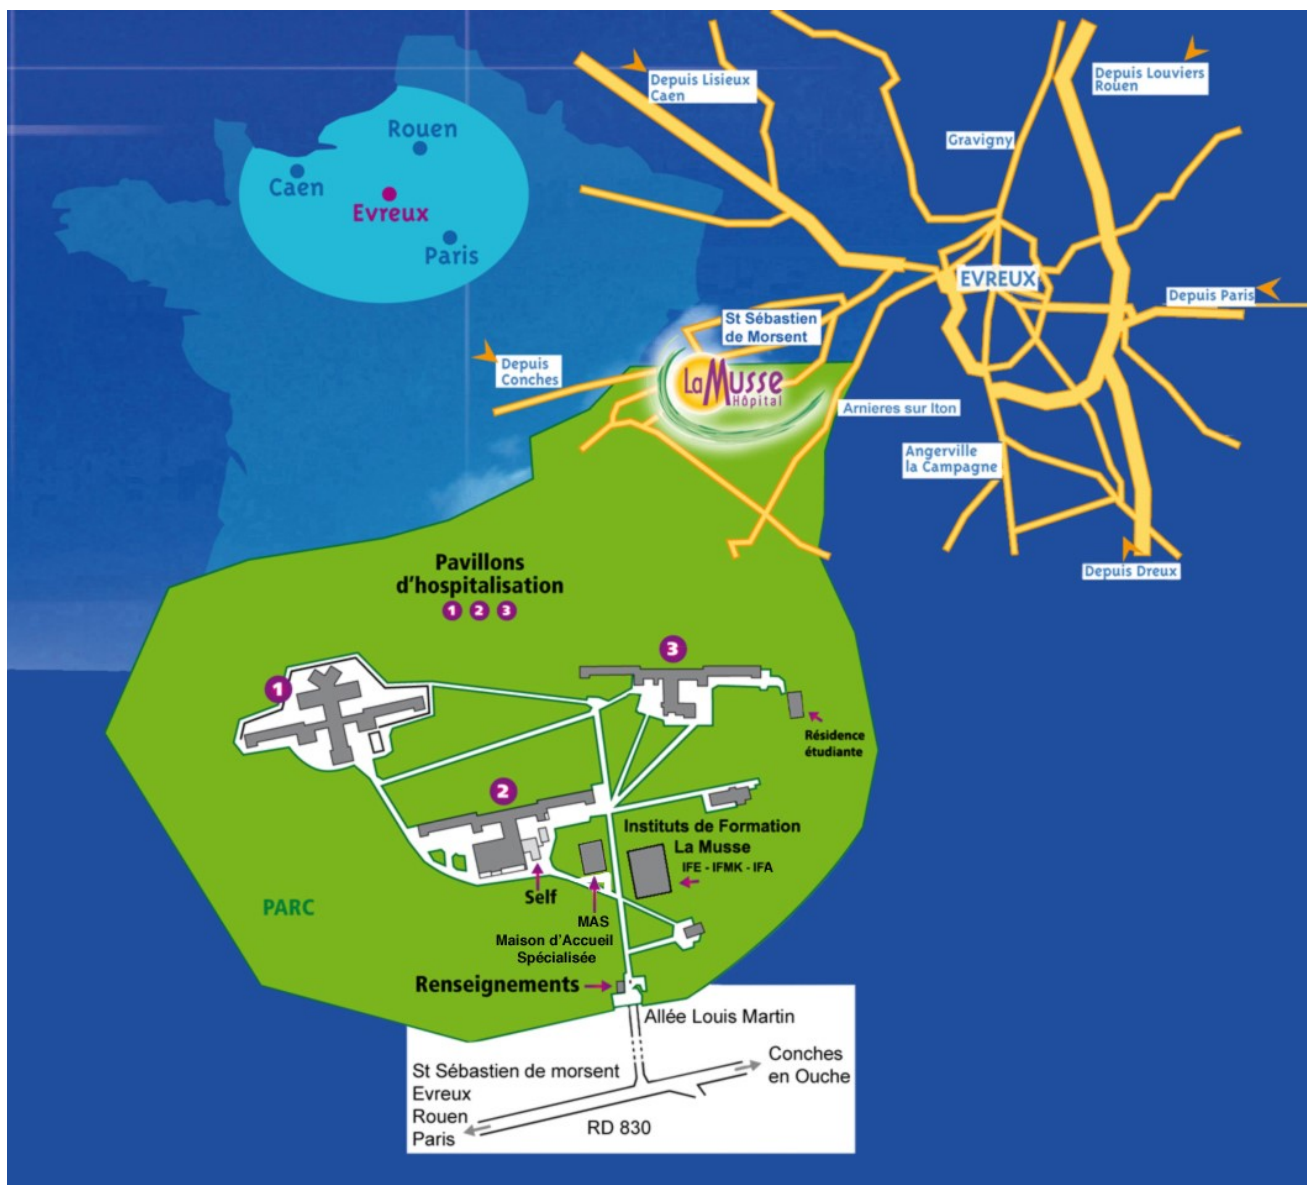 Rouen
Caen
Evreux
Paris
Depuis Lisieux
Caen
Depuis Louviers
Rouen
Gravigny
EVREUX
Depuis Paris
St Sébastien
de Morsent
Depuis
Conches
La Musse
Hôpital
Arnieres sur Iton
Angerville
la Campagne
Depuis Dreux
Pavillons
d'hospitalisation
1 2 3
1
3
Résidence
étudiante
2
Instituts de Formation
La Musse
IFE - IFMK - IFA
Self
PARC
MAS
Maison d'Accueil
Spécialisée
Renseignements
Allée Louis Martin
St Sébastien de morsent
Evreux
Rouen
Paris
Conches
en Ouche
RD 830